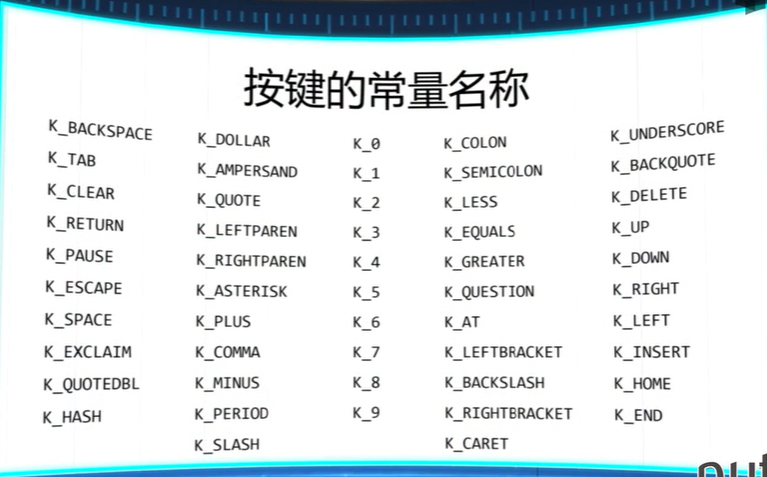 按键的常量名称
K_BACKSPACE
K_TAB
K_CLEAR
K_RETURN
K_PAUSE
K_ESCAPE
K_SPACE
K_EXCLAIM
K_QUOTEDBL
K_HASH
K_DOLLAR
K_AMPERSAND
K_QUOTE
K_LEFTPAREN
K_RIGHTPAREN
K_ASTERISK
K_PLUS
K_COMMA
K_MINUS
K_PERIOD
K_SLASH
K_0
K_1
K_2
K_3
K_4
K_5
K_6
K_7
K_8
K_9
K_COLON
K_SEMICOLON
K_LESS
K_EQUALS
K_GREATER
K_QUESTION
K_AT
K_LEFTBRACKET
K_BACKSLASH
K_RIGHTBRACKET
K_CARET
K_UNDERSCORE
K_BACKQUOTE
K_DELETE
K_UP
K_DOWN
K_RIGHT
K_LEFT
K_INSERT
K_HOME
K_END